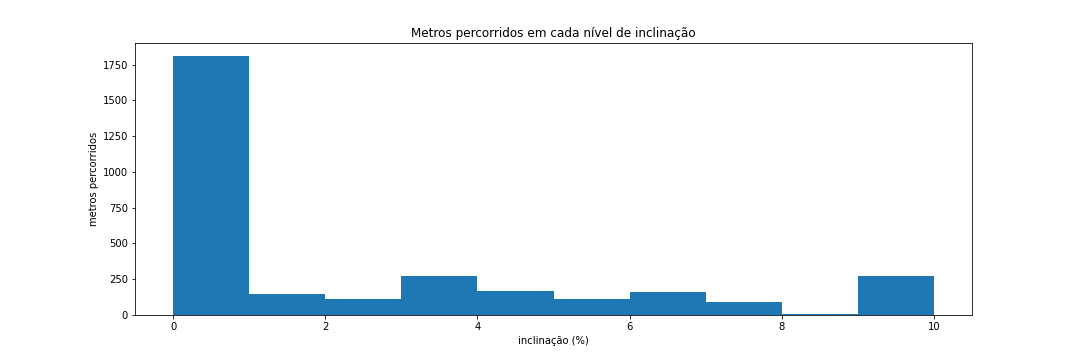 Metros percorridos em cada nível de inclinação
metros percorridos
1750
1500
1250
1000
750
500
250
0
0 2 4 6 8 10
inclinação (%)